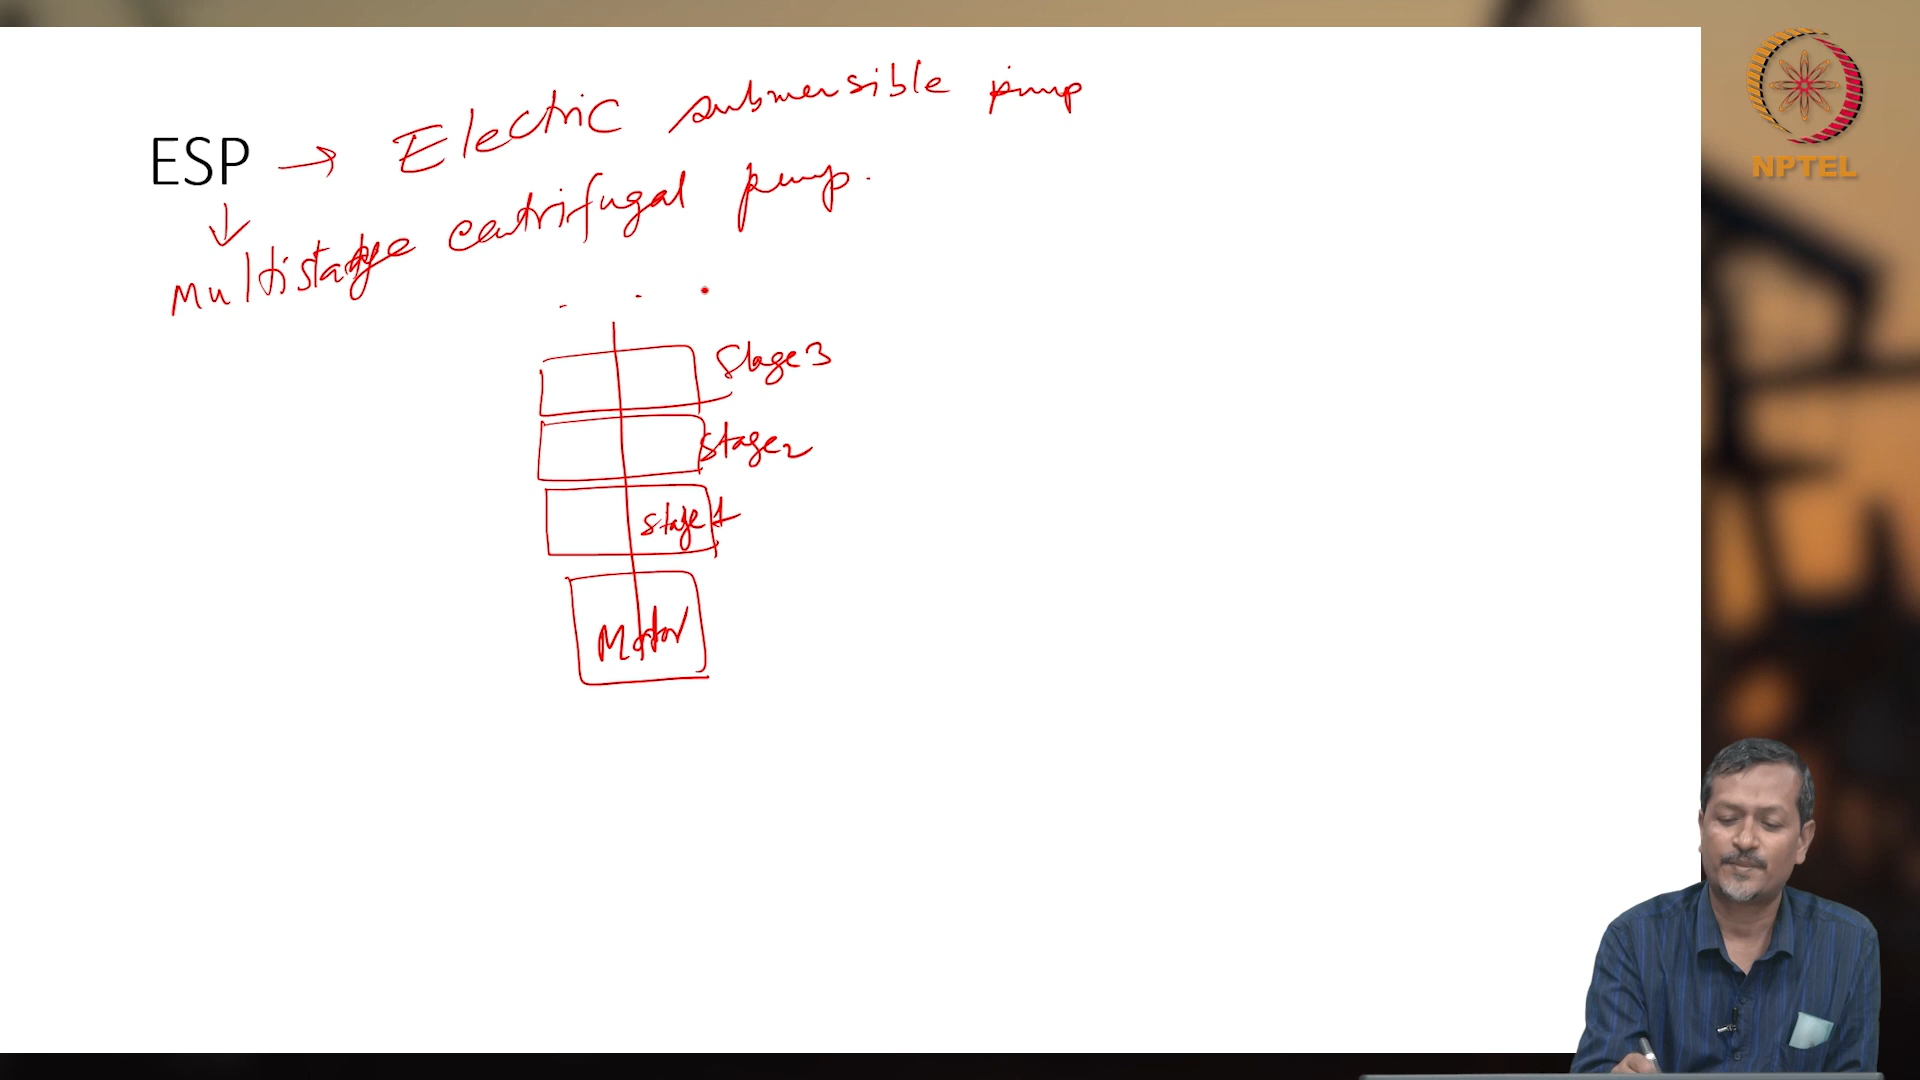 ESP → Electric submersible pump
Multistage centrifugal pump.
Stage 3
Stage 2
Stage 1
Motor
NPTEL